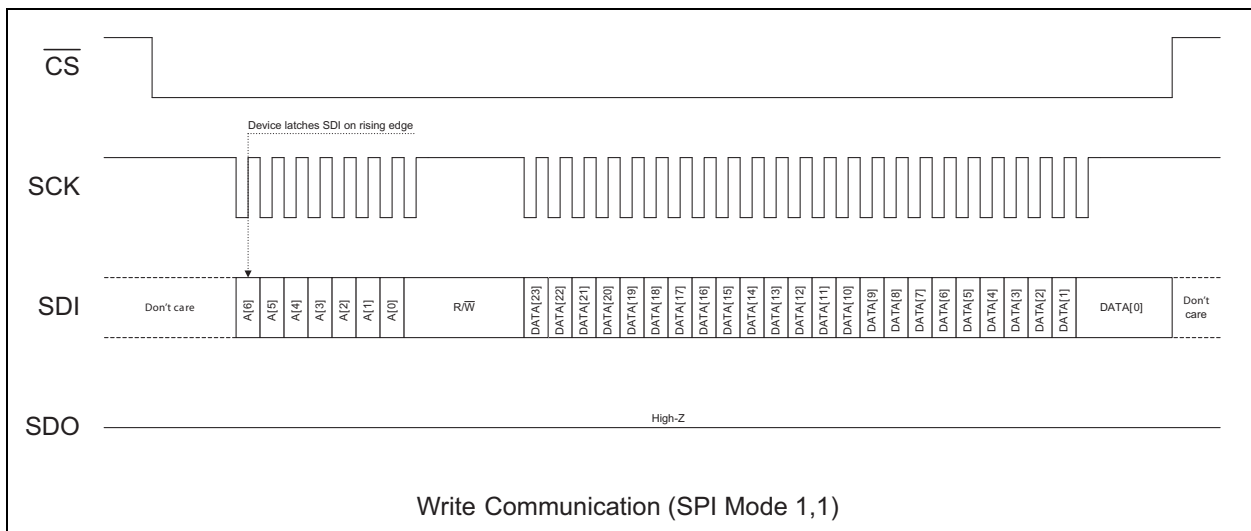 CS
Device latches SDI on rising edge
SCK
SDI
Don't care
A[6]
A[5]
A[4]
A[3]
A[2]
A[1]
A[0]
R/W
DATA[23]
DATA[22]
DATA[21]
DATA[20]
DATA[19]
DATA[18]
DATA[17]
DATA[16]
DATA[15]
DATA[14]
DATA[13]
DATA[12]
DATA[11]
DATA[10]
DATA[9]
DATA[8]
DATA[7]
DATA[6]
DATA[5]
DATA[4]
DATA[3]
DATA[2]
DATA[1]
DATA[0]
Don't
care
SDO
High-Z
Write Communication (SPI Mode 1,1)